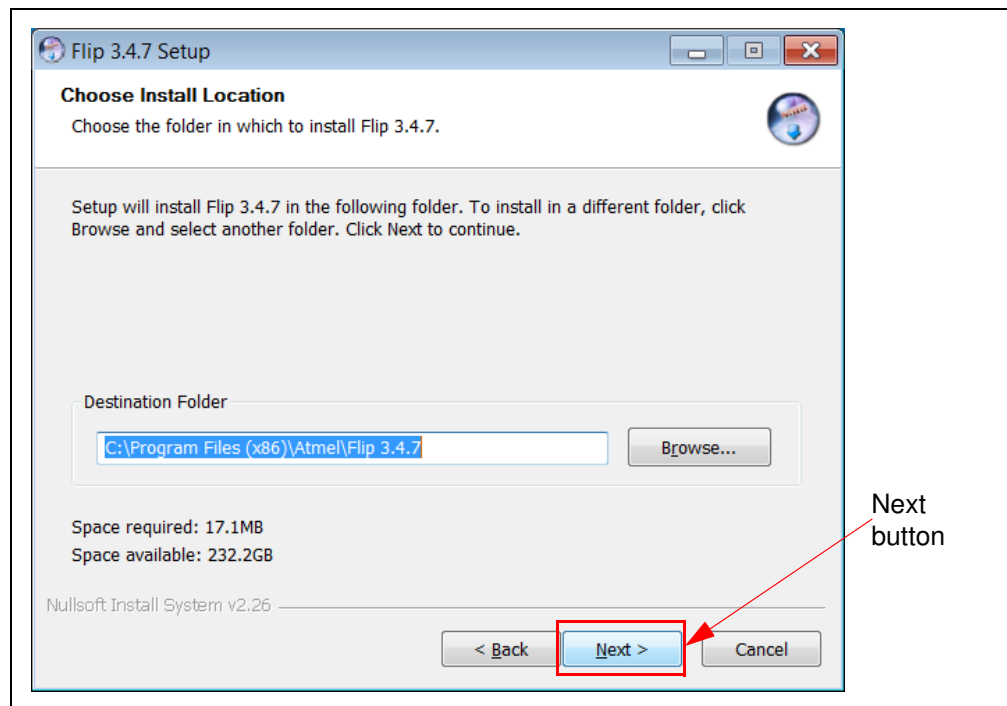 Flip 3.4.7 Setup
Choose Install Location
Choose the folder in which to install Flip 3.4.7.
Setup will install Flip 3.4.7 in the following folder. To install in a different folder, click
Browse and select another folder. Click Next to continue.
Destination Folder
C:\Program Files (x86)\Atmel\Flip 3.4.7
Browse...
Space required: 17.1MB
Space available: 232.2GB
Next
button
Nullsoft Install System v2.26
< Back
Next >
Cancel